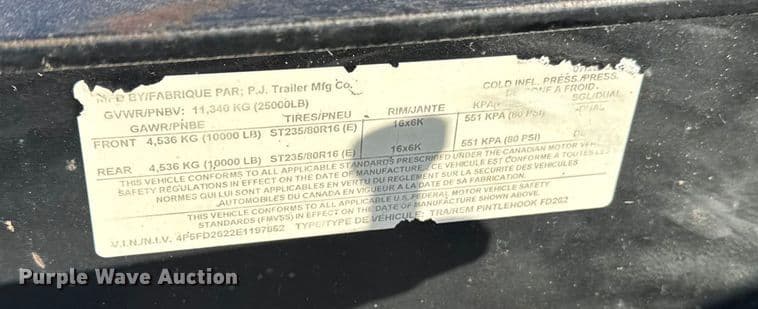 MFD BY/FABRIQUE PAR; P.J. Trailer Mfg Co.
GVWR/PNBV: 11,340 KG (25000LB)
COLD INFL. PRESS/PRESS.
A FROID.
GAWR/PNBE TIRES/PNEU RIM/JANTE
FRONT 4,536 KG (10000 LB) ST235/80R16 (E) 16x6K 551 KPA (80 PSI)
REAR 4,536 KG (10000 LB) ST235/80R16 (E) 16x6K 551 KPA (80 PSI)
THIS VEHICLE CONFORMS TO ALL APPLICABLE STANDARDS PRESCRIBED UNDER THE CANADIAN MOTOR
SAFETY REGULATIONS IN EFFECT ON THE DATE OF MANUFACTURE / CE VEHICULE EST CONFORME A TOUTES LES
NORMES QUI LUI SONT APPLICABLES EN VERTU DU REGLEMENT SUR LA SECURITE DES VEHICULES
AUTOMOBILES DU CANADA EN VIGUEUR A LA DATE DE SA FABRICATION.
THIS VEHICLE CONFORMS TO ALL APPLICABLE U.S. FEDERAL MOTOR VEHICLE SAFETY
STANDARDS (FMVSS) IN EFFECT ON THE DATE OF MANUFACTURE SHOWN ABOVE.
V.I.N./N.I.V. 4P5FD2622E1197862 TYPE/TYPE DE VÉHICULE: TRA/REM PINTLEHOOK FD262
Purple Wave Auction